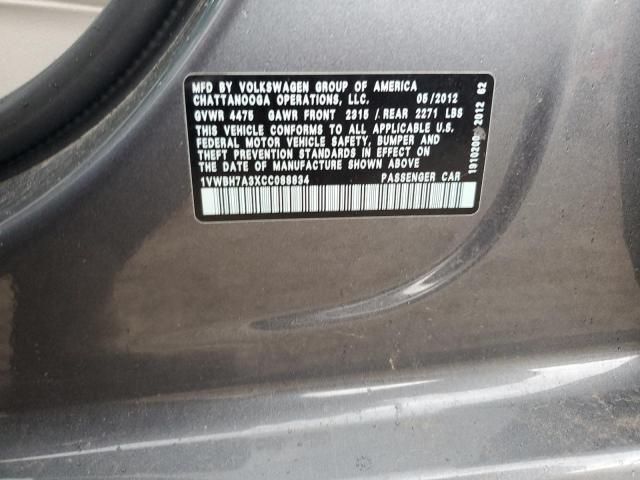 MFD BY VOLKSWAGEN GROUP OF AMERICA
CHATTANOOGA OPERATIONS, LLC. 05/2012
GVWR 4475 GAWR FRONT 2315 / REAR 2271 LBS
THIS VEHICLE CONFORMS TO ALL APPLICABLE U.S.
FEDERAL MOTOR VEHICLE SAFETY, BUMPER AND
THEFT PREVENTION STANDARDS IN EFFECT ON
THE DATE OF MANUFACTURE SHOWN ABOVE
PASSENGER CAR
2012 02